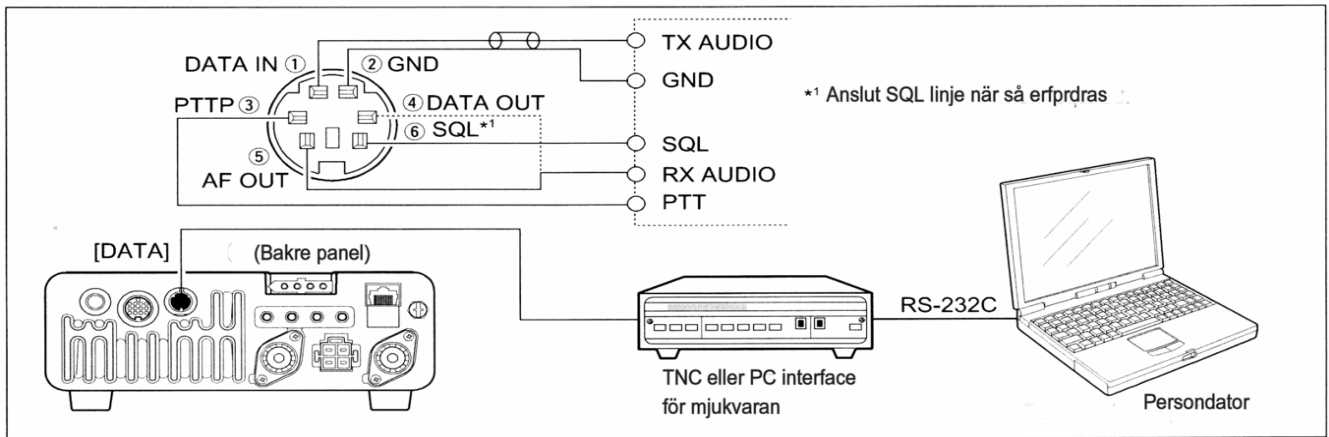 TX AUDIO
DATA IN ① ② GND
GND
*¹ Anslut SQL linje när så erfprdras
PTTP ③ ④ DATA OUT
⑥ SQL*¹
SQL
⑤
AF OUT
RX AUDIO
PTT
[DATA] (Bakre panel)
RS-232C
TNC eller PC interface
för mjukvaran
Persondator